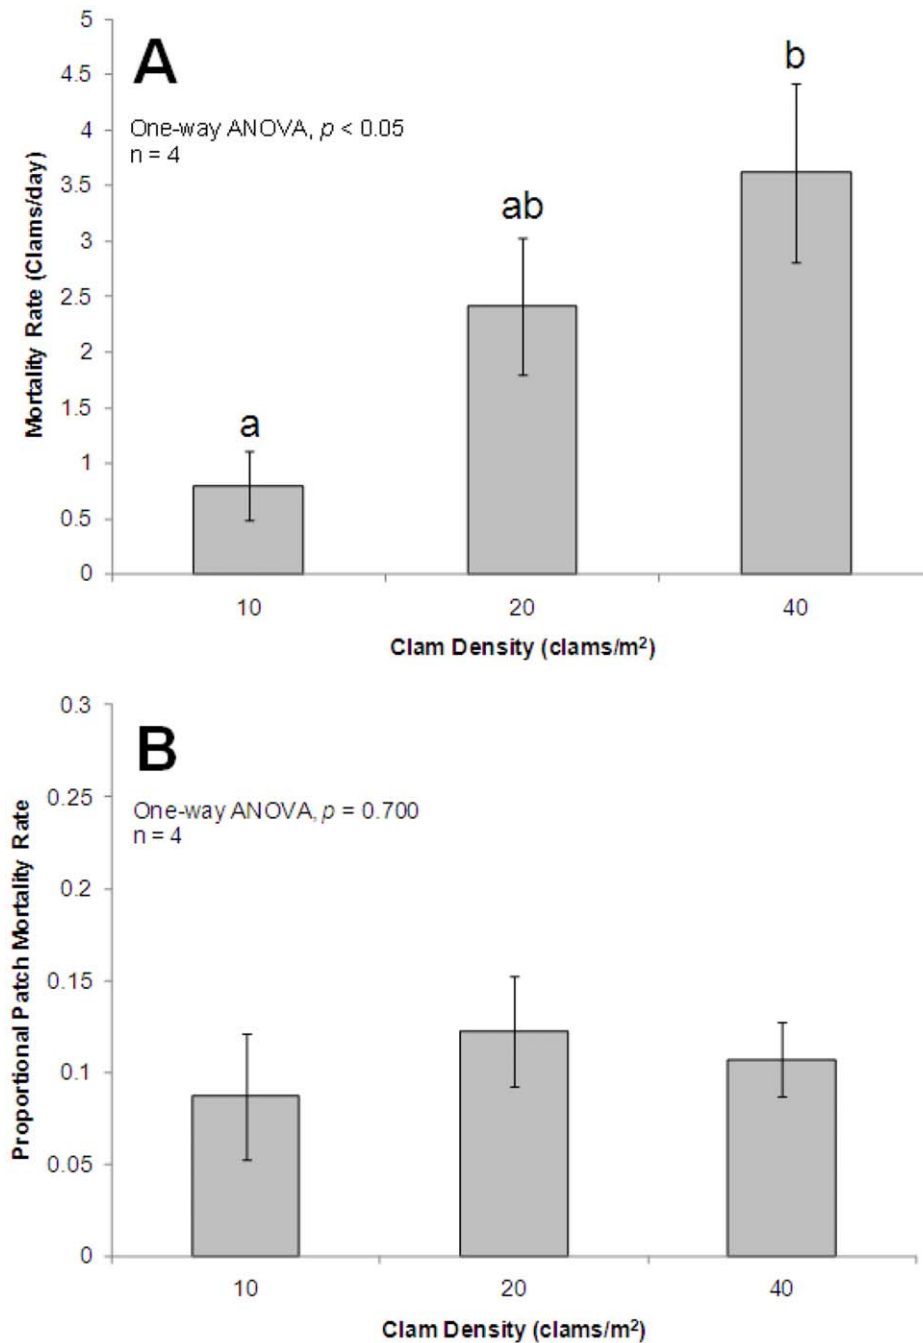 A
One-way ANOVA, p < 0.05
n = 4
Mortality Rate (Clams/day)
5
4.5
4
3.5
3
2.5
2
1.5
1
0.5
0
a
ab
b
10 20 40
Clam Density (clams/m²)
B
One-way ANOVA, p = 0.700
n = 4
Proportional Patch Mortality Rate
0.3
0.25
0.2
0.15
0.1
0.05
0
10 20 40
Clam Density (clams/m²)